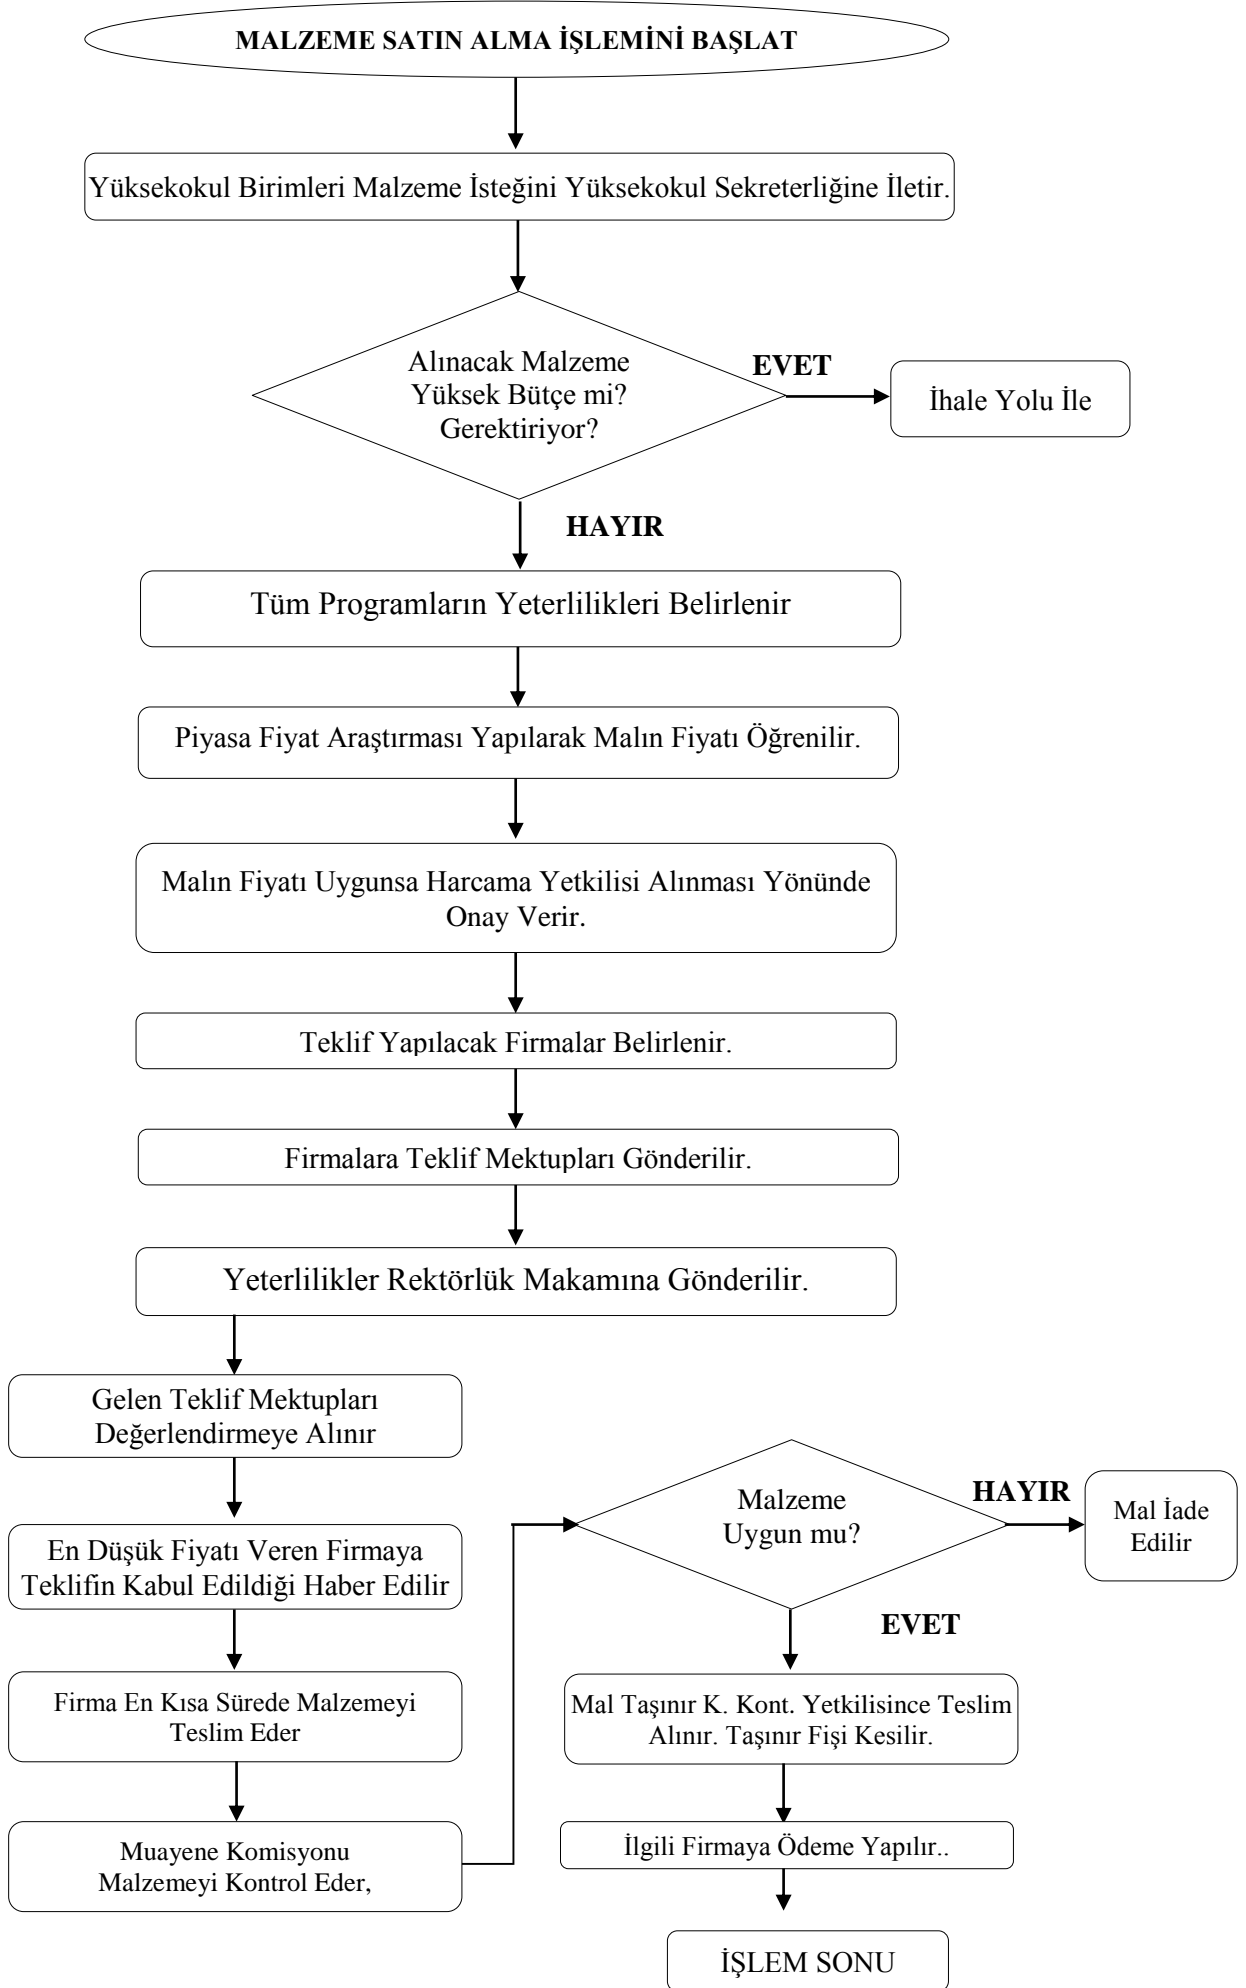 MALZEME SATIN ALMA İŞLEMİNİ BAŞLAT
Yüksekokul Birimleri Malzeme İsteğini Yüksekokul Sekreterliğine İletir.
Alınacak Malzeme
Yüksek Bütçe mi?
Gerektiriyor?
EVET
İhale Yolu İle
HAYIR
Tüm Programların Yeterlilikleri Belirlenir
Piyasa Fiyat Araştırması Yapılarak Malın Fiyatı Öğrenilir.
Malın Fiyatı Uygunsa Harcama Yetkilisi Alınması Yönünde
Onay Verir.
Teklif Yapılacak Firmalar Belirlenir.
Firmalara Teklif Mektupları Gönderilir.
Yeterlilikler Rektörlük Makamına Gönderilir.
Gelen Teklif Mektupları
Değerlendirmeye Alınır
En Düşük Fiyatı Veren Firmaya
Teklifin Kabul Edildiği Haber Edilir
Firma En Kısa Sürede Malzemeyi
Teslim Eder
Muayene Komisyonu
Malzemeyi Kontrol Eder,
Malzeme
Uygun mu?
HAYIR
Mal İade
Edilir
EVET
Mal Taşınır K. Kont. Yetkilisince Teslim
Alınır. Taşınır Fişi Kesilir.
İlgili Firmaya Ödeme Yapılır..
İŞLEM SONU